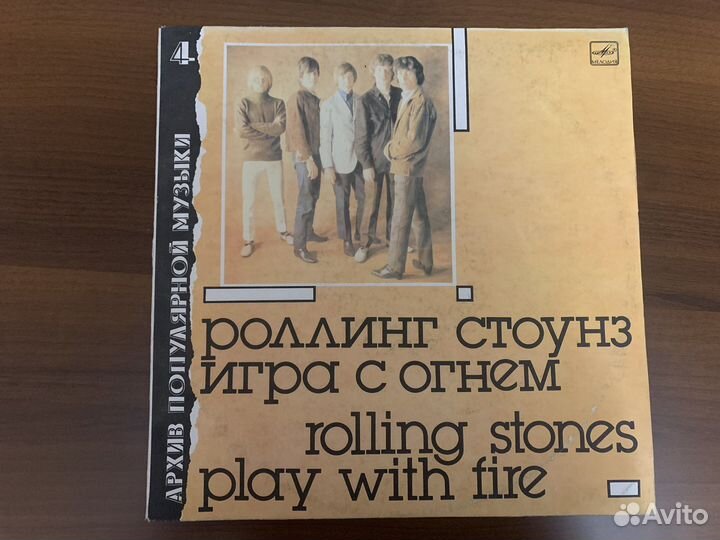 4
АРХИВ ПОПУЛЯРНОЙ МУЗЫКИ
МЕЛОДИЯ
роллинг стоунз
игра с огнем
rolling stones
play with fire
Avito